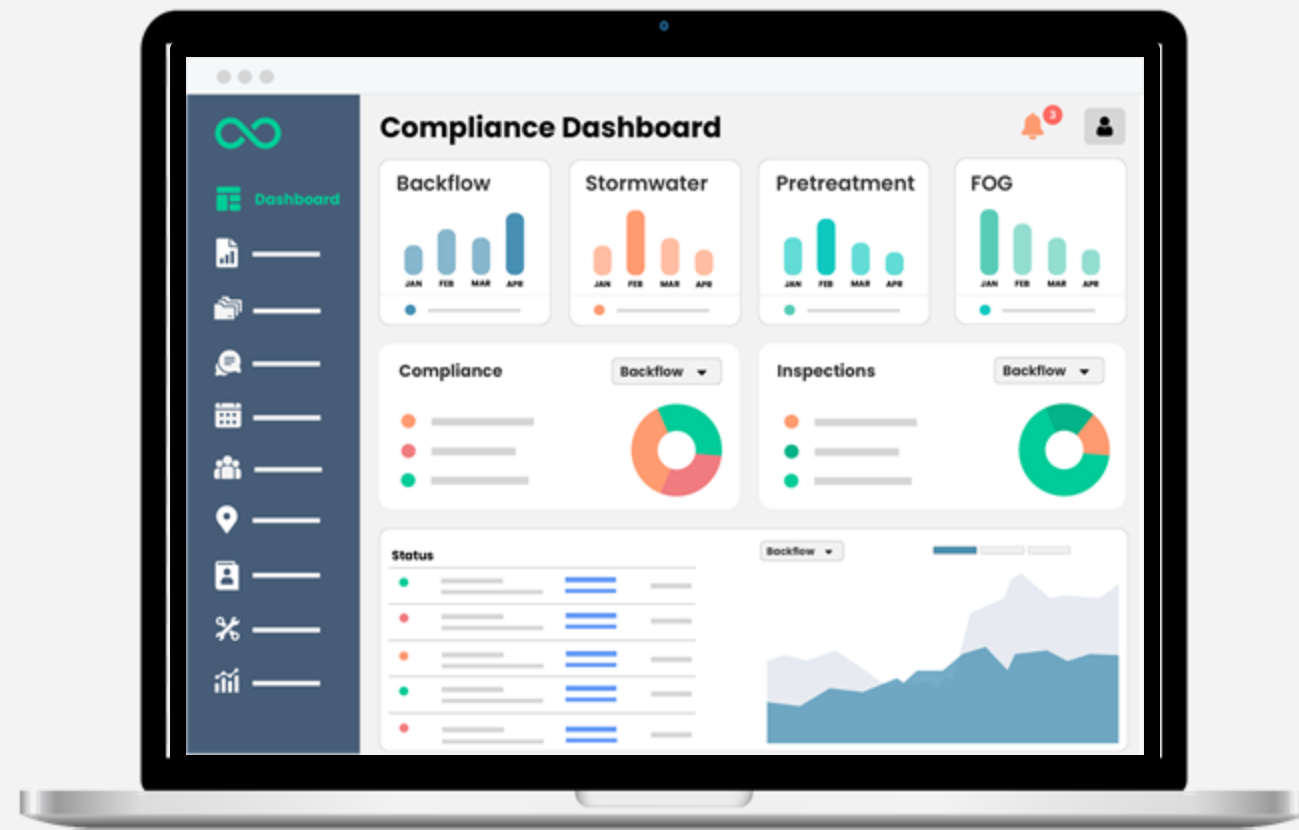 Compliance Dashboard
3
Dashboard
Backflow
JAN FEB MAR APR
Stormwater
JAN FEB MAR APR
Pretreatment
JAN FEB MAR APR
FOG
JAN FEB MAR APR
Compliance
Backflow
Inspections
Backflow
Status
Backflow